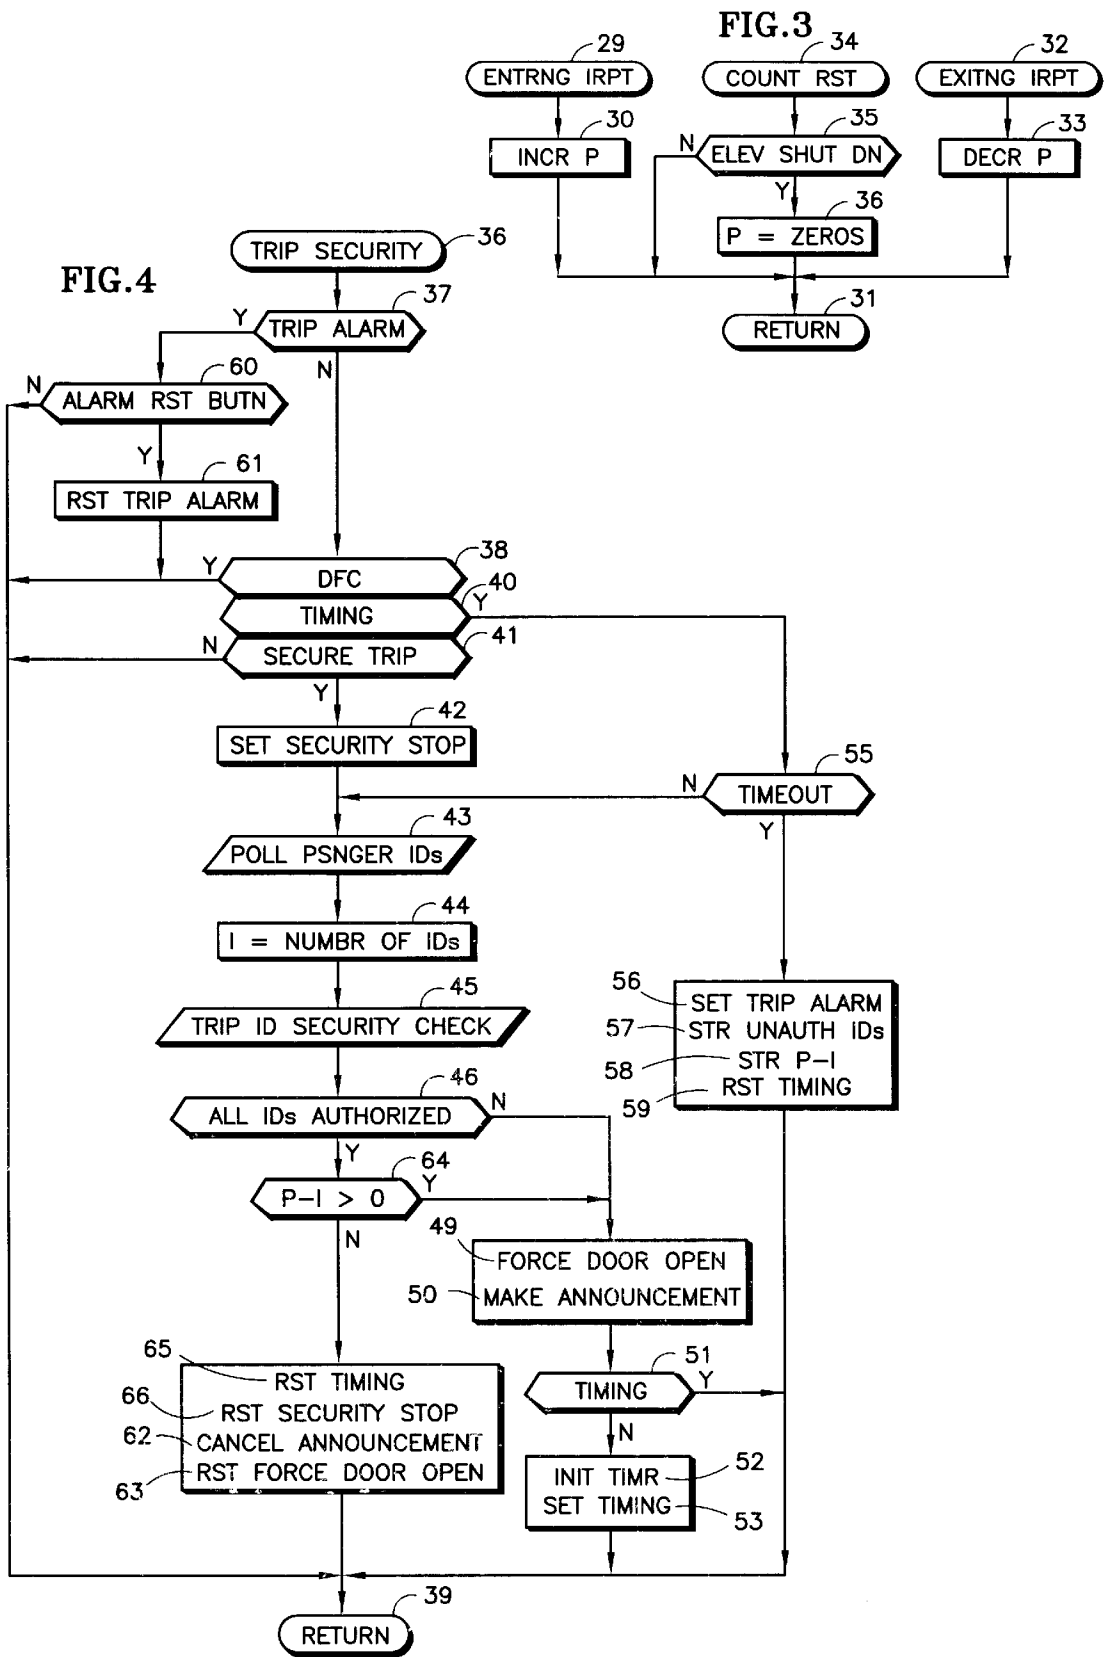 FIG.3
29
34
32
ENTRNG IRPT
COUNT RST
EXITNG IRPT
30
35
33
INCR P
N
ELEV SHUT DN
DECR P
Y
36
P = ZEROS
31
RETURN
FIG.4
36
TRIP SECURITY
37
Y
TRIP ALARM
N
60
N
ALARM RST BUTN
Y
61
RST TRIP ALARM
38
Y
DFC
40
TIMING
Y
41
N
SECURE TRIP
Y
42
SET SECURITY STOP
55
N
TIMEOUT
Y
43
POLL PSNGER IDs
44
I = NUMBR OF IDs
45
TRIP ID SECURITY CHECK
56
SET TRIP ALARM
57
STR UNAUTH IDs
58
STR P-I
59
RST TIMING
46
ALL IDs AUTHORIZED
N
Y
64
P-I > 0
Y
N
49
FORCE DOOR OPEN
50
MAKE ANNOUNCEMENT
51
TIMING
Y
N
65
RST TIMING
66
RST SECURITY STOP
62
CANCEL ANNOUNCEMENT
63
RST FORCE DOOR OPEN
INIT TIMR
52
SET TIMING
53
39
RETURN